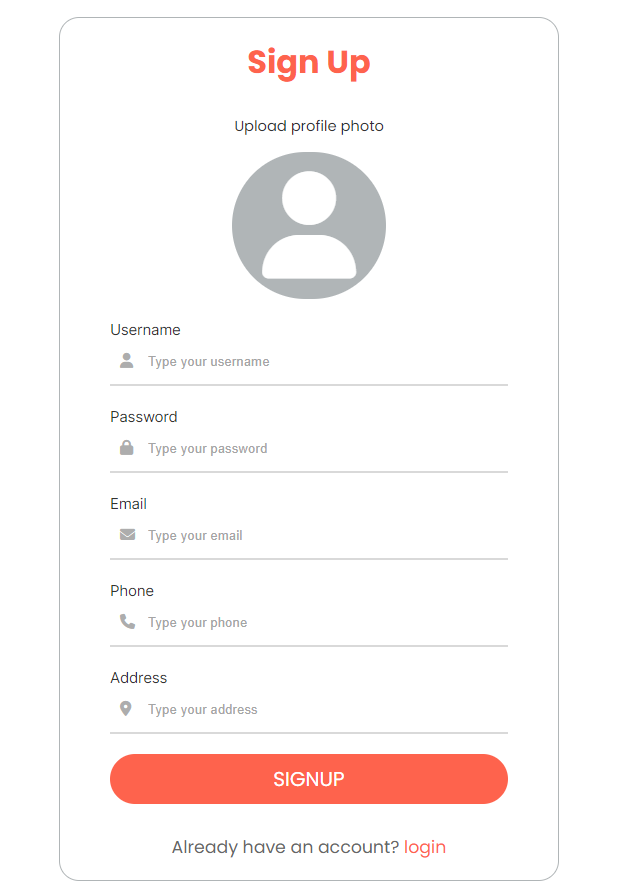 Sign Up
Upload profile photo
Username
Type your username
Password
Type your password
Email
Type your email
Phone
Type your phone
Address
Type your address
SIGNUP
Already have an account? login